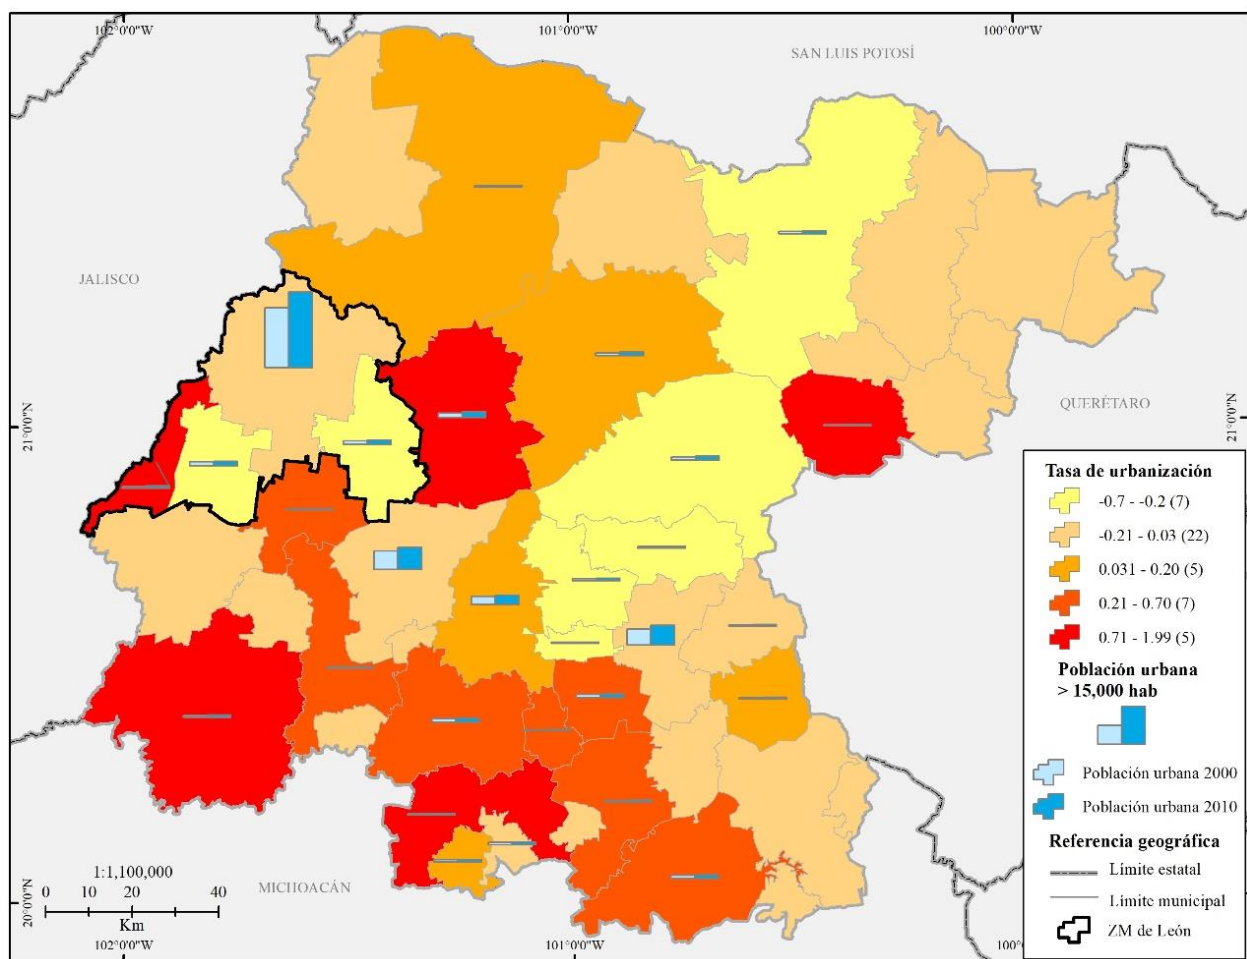 102°0'0"W
101°0'0"W
100°0'0"W
SAN LUIS POTOSÍ
JALISCO
QUERÉTARO
21°0'0"N
21°0'0"N
Tasa de urbanización
-0.7 - -0.2 (7)
-0.21 - 0.03 (22)
0.031 - 0.20 (5)
0.21 - 0.70 (7)
0.71 - 1.99 (5)
Población urbana
> 15,000 hab
Población urbana 2000
Población urbana 2010
Referencia geográfica
Límite estatal
Límite municipal
ZM de León
1:1,100,000
0 10 20 40
Km
MICHOACÁN
20°0'0"N
102°0'0"W
101°0'0"W
100°